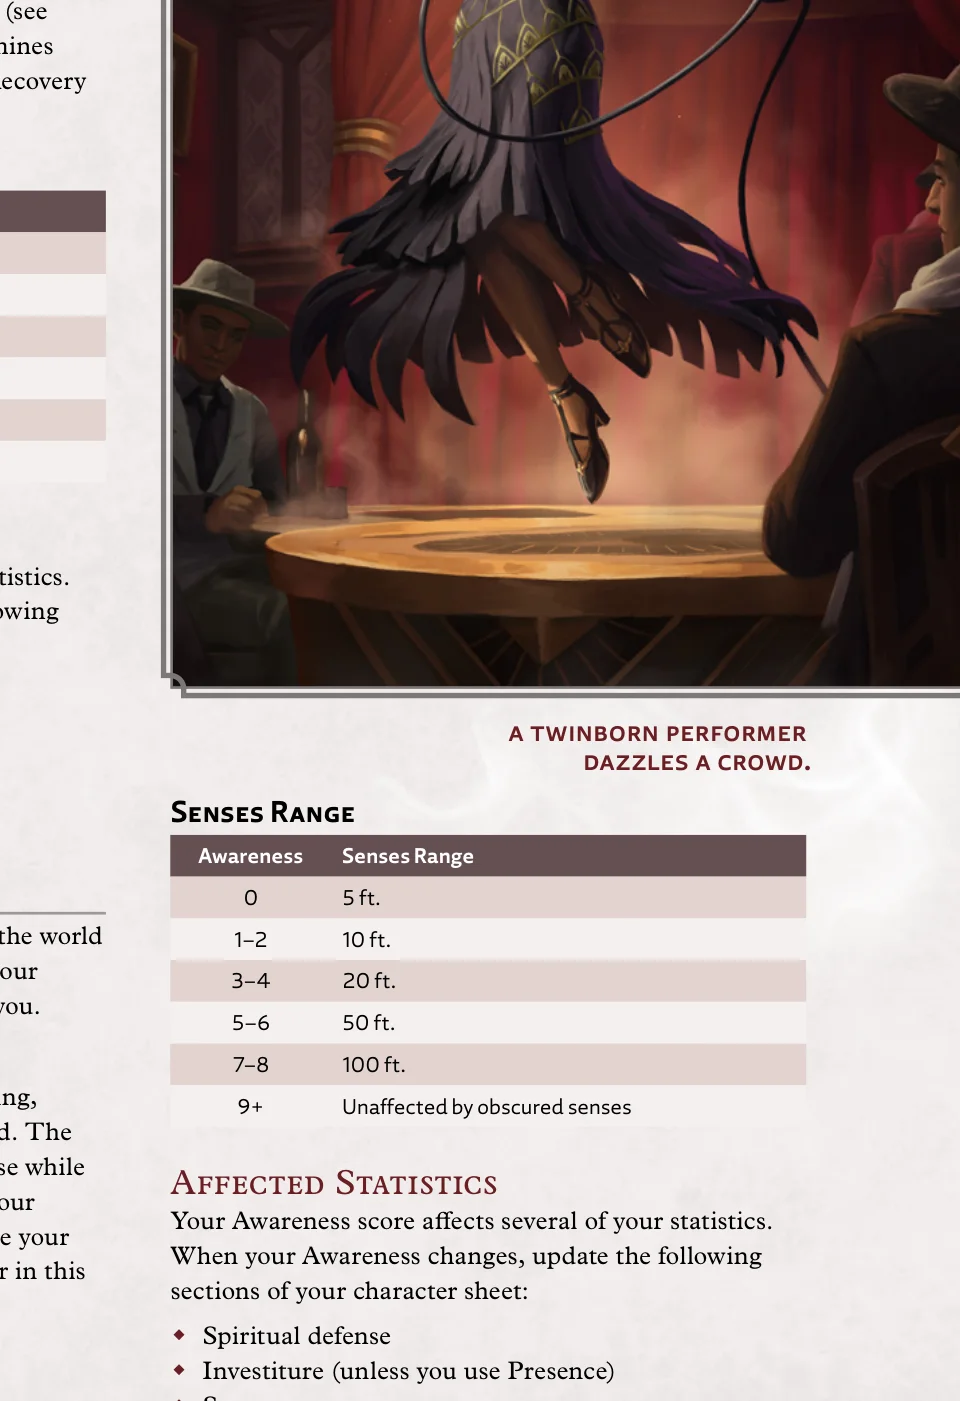 (see
Recovery
tistics.
owing
the world
our
you.
ng,
d. The
se while
our
e your
r in this
A TWINBORN PERFORMER
DAZZLES A CROWD.
SENSES RANGE
Awareness Senses Range
0 5 ft.
1–2 10 ft.
3–4 20 ft.
5–6 50 ft.
7–8 100 ft.
9+ Unaffected by obscured senses
AFFECTED STATISTICS
Your Awareness score affects several of your statistics.
When your Awareness changes, update the following
sections of your character sheet:
◆ Spiritual defense
◆ Investiture (unless you use Presence)